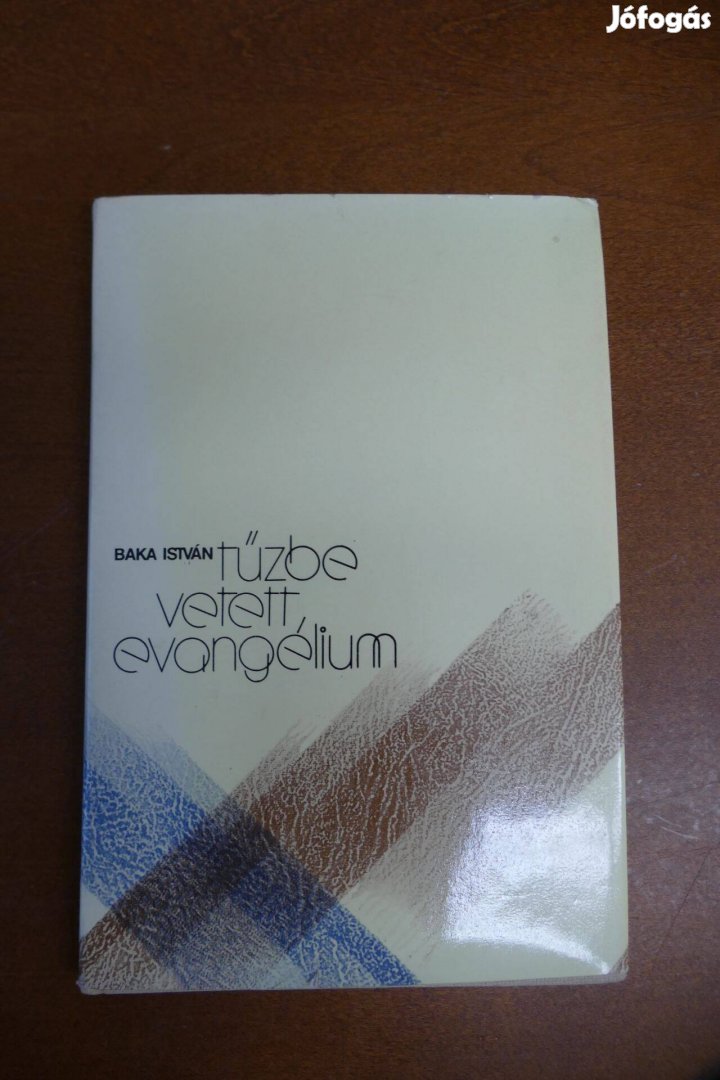 Jófogás
BAKA ISTVÁN tűzbe
vetett
evangélium